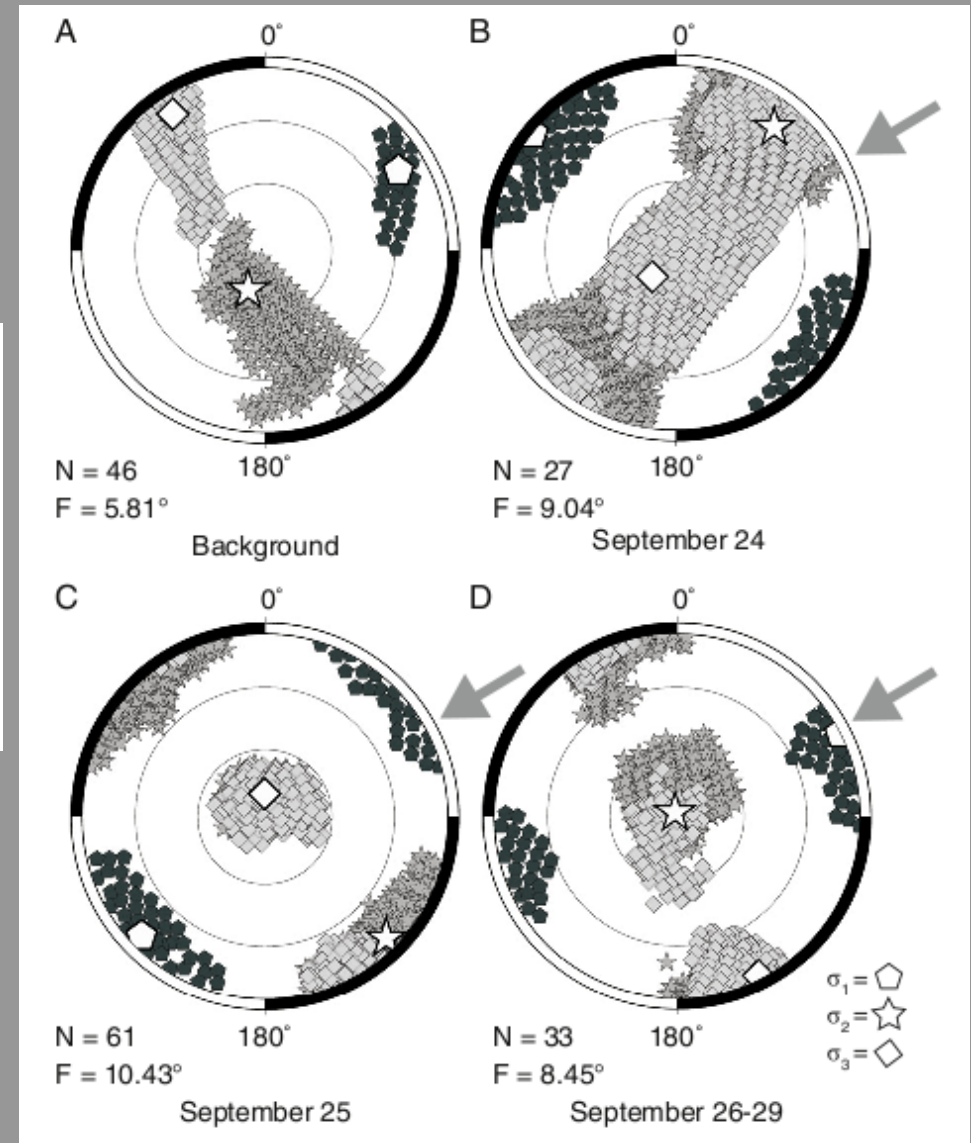 A
0°
N = 46
F = 5.81°
180°
Background
B
0°
N = 27
F = 9.04°
180°
September 24
C
0°
N = 61
F = 10.43°
180°
September 25
D
0°
N = 33
F = 8.45°
180°
September 26-29
σ₁=
σ₂=
σ₃=